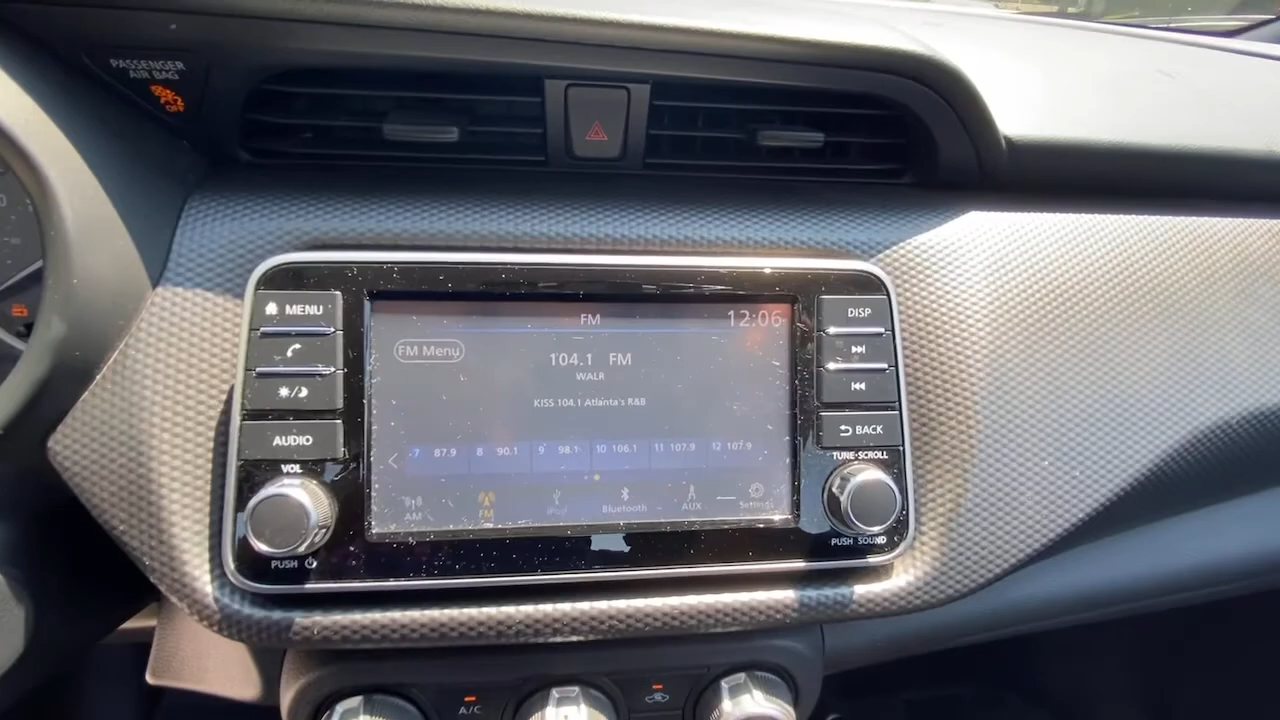 PASSENGER
AIR BAG
OFF
MENU
DISP
FM
12:06
FM Menu
104.1 FM
WALR
KISS 104.1 Atlanta's R&B
BACK
AUDIO
VOL
TUNE·SCROLL
7 87.9 8 90.1 9 98.1 10 106.1 11 107.9 12 107.9
AM FM iPod Bluetooth AUX Settings
PUSH
PUSH SOUND
A/C